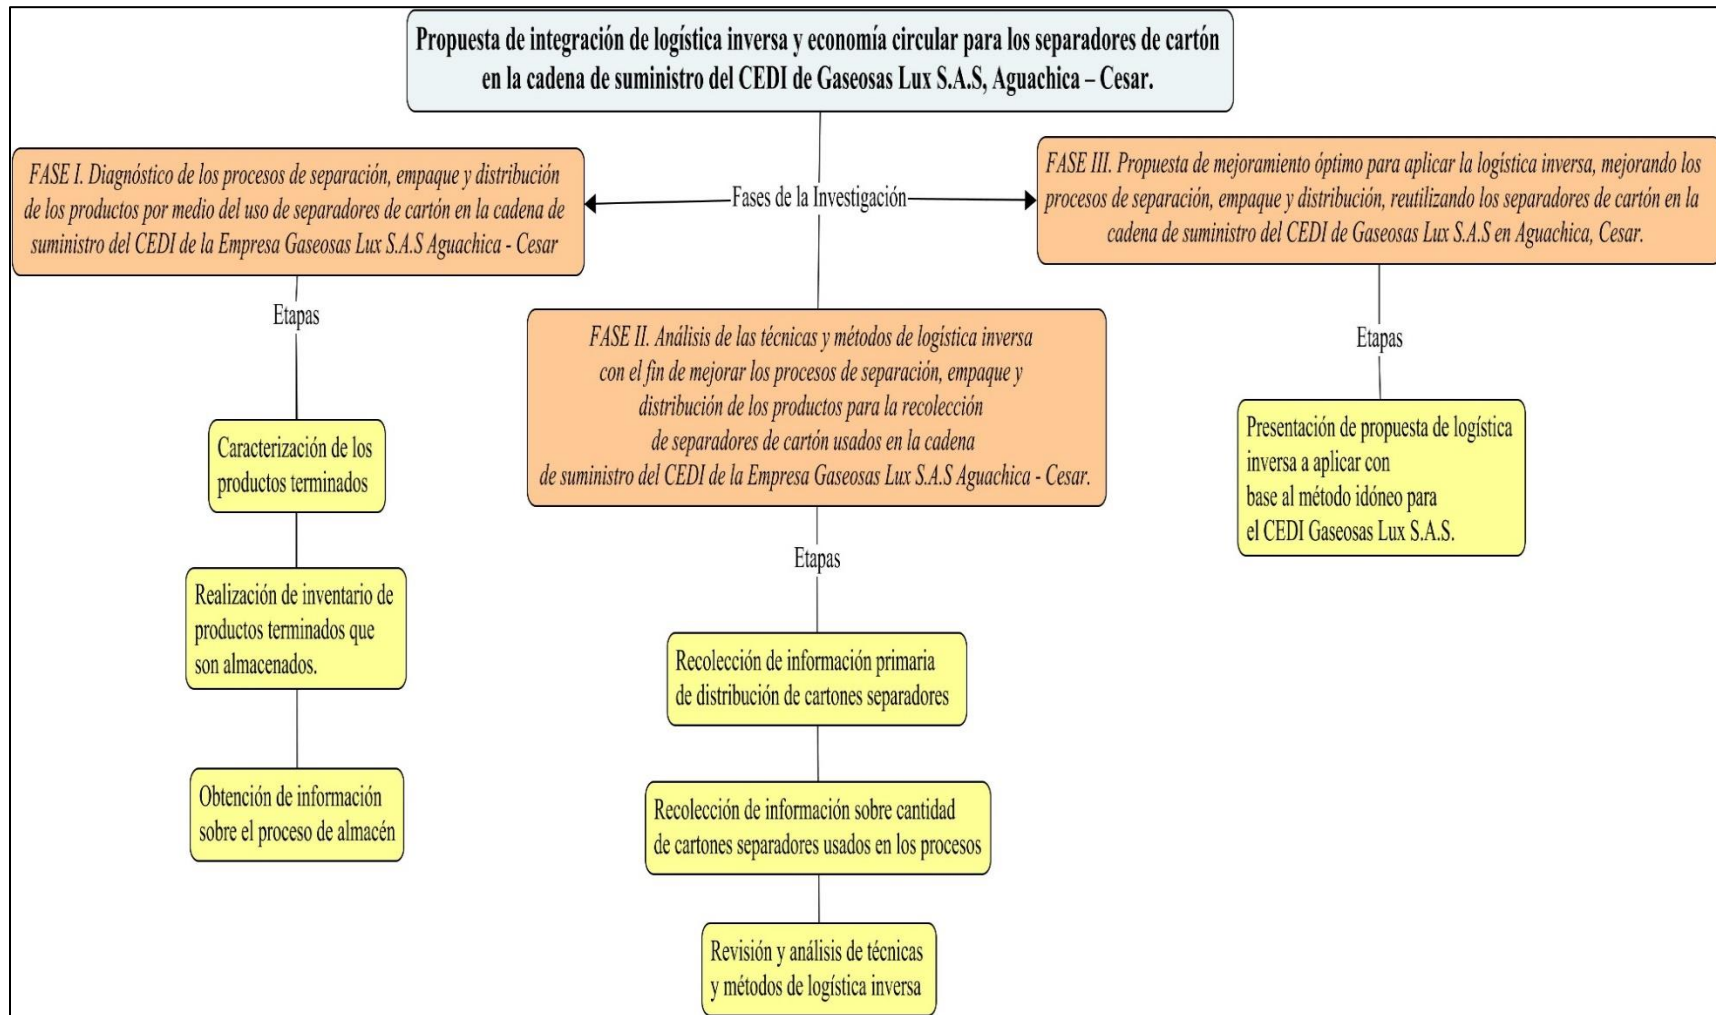 Propuesta de integración de logística inversa y economía circular para los separadores de cartón
en la cadena de suministro del CEDI de Gaseosas Lux S.A.S, Aguachica – Cesar.
Fases de la Investigación
FASE I. Diagnóstico de los procesos de separación, empaque y distribución
de los productos por medio del uso de separadores de cartón en la cadena de
suministro del CEDI de la Empresa Gaseosas Lux S.A.S Aguachica - Cesar
Etapas
Caracterización de los
productos terminados
Realización de inventario de
productos terminados que
son almacenados.
Obtención de información
sobre el proceso de almacén
FASE II. Análisis de las técnicas y métodos de logística inversa
con el fin de mejorar los procesos de separación, empaque y
distribución de los productos para la recolección
de separadores de cartón usados en la cadena
de suministro del CEDI de la Empresa Gaseosas Lux S.A.S Aguachica - Cesar.
Etapas
Recolección de información primaria
de distribución de cartones separadores
Recolección de información sobre cantidad
de cartones separadores usados en los procesos
Revisión y análisis de técnicas
y métodos de logística inversa
FASE III. Propuesta de mejoramiento óptimo para aplicar la logística inversa, mejorando los
procesos de separación, empaque y distribución, reutilizando los separadores de cartón en la
cadena de suministro del CEDI de Gaseosas Lux S.A.S en Aguachica, Cesar.
Etapas
Presentación de propuesta de logística
inversa a aplicar con
base al método idóneo para
el CEDI Gaseosas Lux S.A.S.